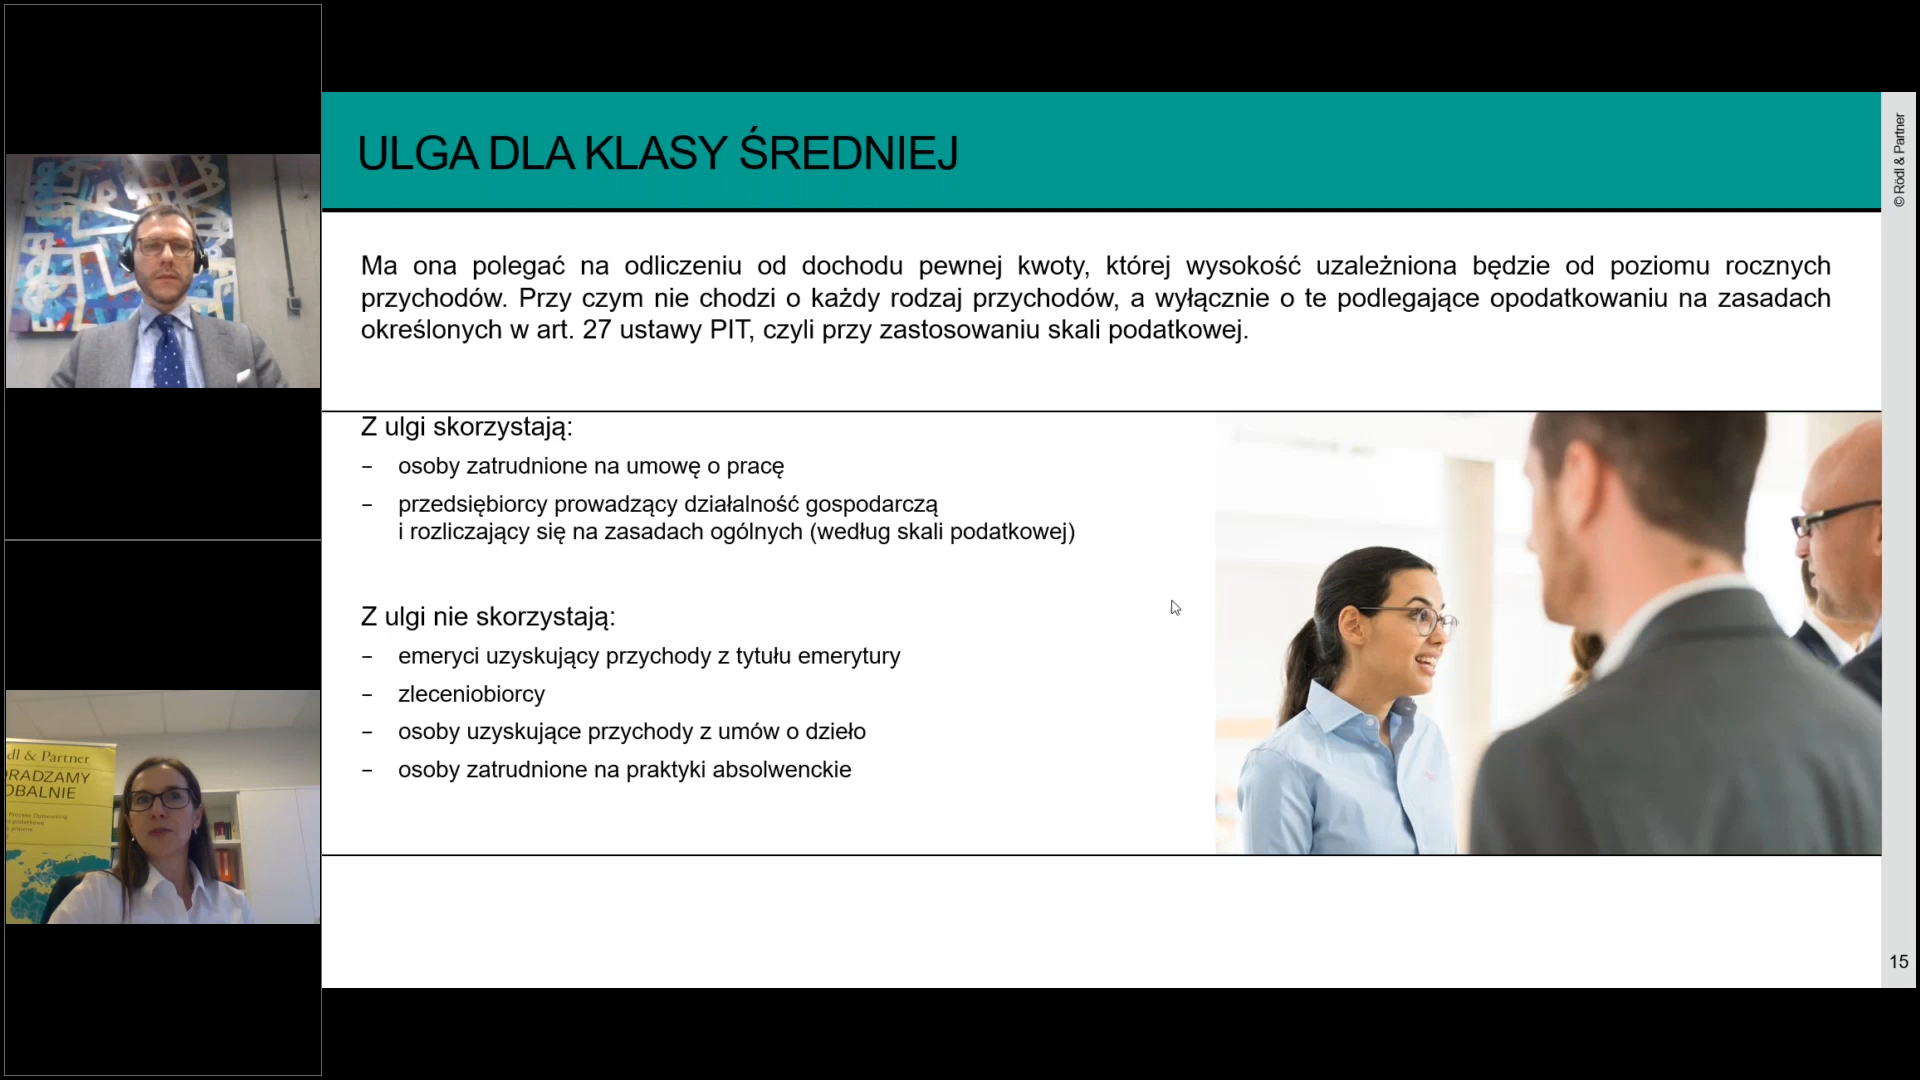 ULGA DLA KLASY ŚREDNIEJ
© Rödl & Partner
Ma ona polegać na odliczeniu od dochodu pewnej kwoty, której wysokość uzależniona będzie od poziomu rocznych
przychodów. Przy czym nie chodzi o każdy rodzaj przychodów, a wyłącznie o te podlegające opodatkowaniu na zasadach
określonych w art. 27 ustawy PIT, czyli przy zastosowaniu skali podatkowej.
Z ulgi skorzystają:
– osoby zatrudnione na umowę o pracę
– przedsiębiorcy prowadzący działalność gospodarczą
i rozliczający się na zasadach ogólnych (według skali podatkowej)
Z ulgi nie skorzystają:
– emeryci uzyskujący przychody z tytułu emerytury
– zleceniobiorcy
– osoby uzyskujące przychody z umów o dzieło
– osoby zatrudnione na praktyki absolwenckie
15
dl & Partner
RADZAMY
OBALNIE